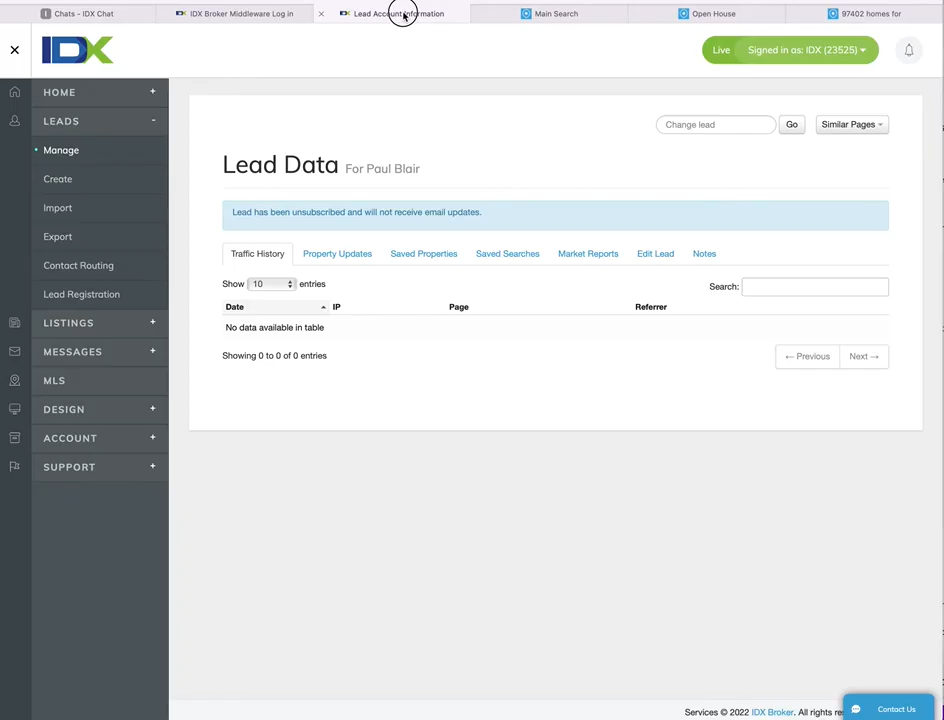 Chats – IDX Chat
IDX Broker Middleware Log in
Lead Account Information
Main Search
Open House
97402 homes for
IDX
Live Signed in as: IDX (23525)
HOME +
LEADS -
Manage
Create
Import
Export
Contact Routing
Lead Registration
LISTINGS +
MESSAGES +
MLS
DESIGN +
ACCOUNT +
SUPPORT +
Change lead Go Similar Pages
Lead Data For Paul Blair
Lead has been unsubscribed and will not receive email updates.
Traffic History Property Updates Saved Properties Saved Searches Market Reports Edit Lead Notes
Show 10 entries Search:
Date IP Page Referrer
No data available in table
Showing 0 to 0 of 0 entries ← Previous Next →
Services © 2022 IDX Broker. All rights
Contact Us